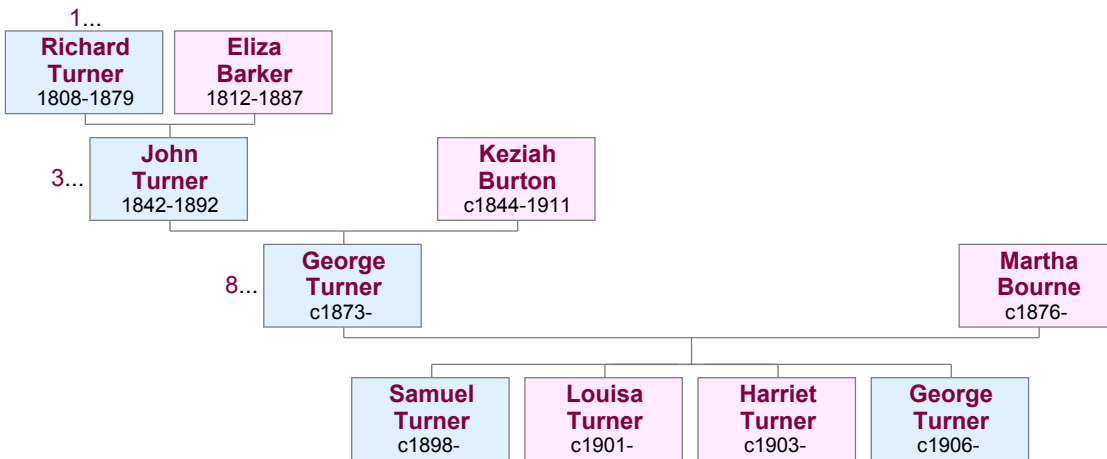 1...
Richard
Turner
1808-1879
Eliza
Barker
1812-1887
3...
John
Turner
1842-1892
Keziah
Burton
c1844-1911
8...
George
Turner
c1873-
Martha
Bourne
c1876-
Samuel
Turner
c1898-
Louisa
Turner
c1901-
Harriet
Turner
c1903-
George
Turner
c1906-